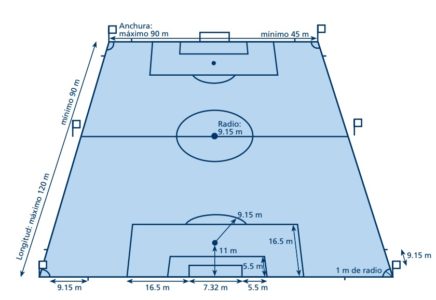 Anchura:
máximo 90 m
mínimo 45 m
mínimo 90 m
Longitud: máximo 120 m
Radio:
9.15 m
9.15 m
11 m
16.5 m
5.5 m
9.15 m
1 m de radio
9.15 m
16.5 m
7.32 m
5.5 m